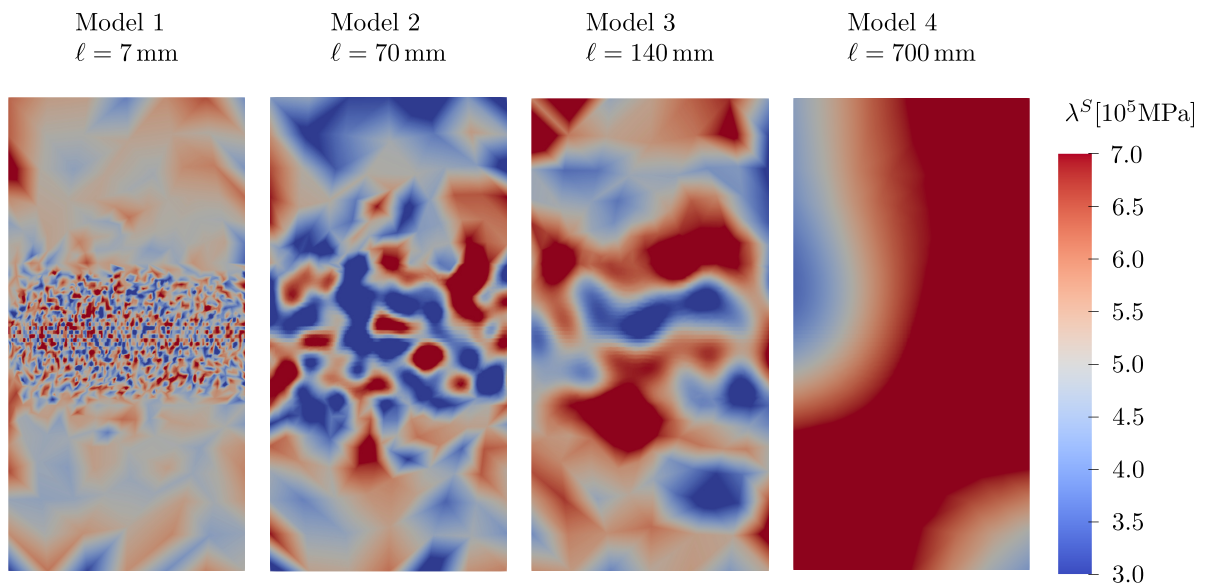 Model 1
ℓ = 7 mm
Model 2
ℓ = 70 mm
Model 3
ℓ = 140 mm
Model 4
ℓ = 700 mm
λ^S[10^5MPa]
7.0
6.5
6.0
5.5
5.0
4.5
4.0
3.5
3.0